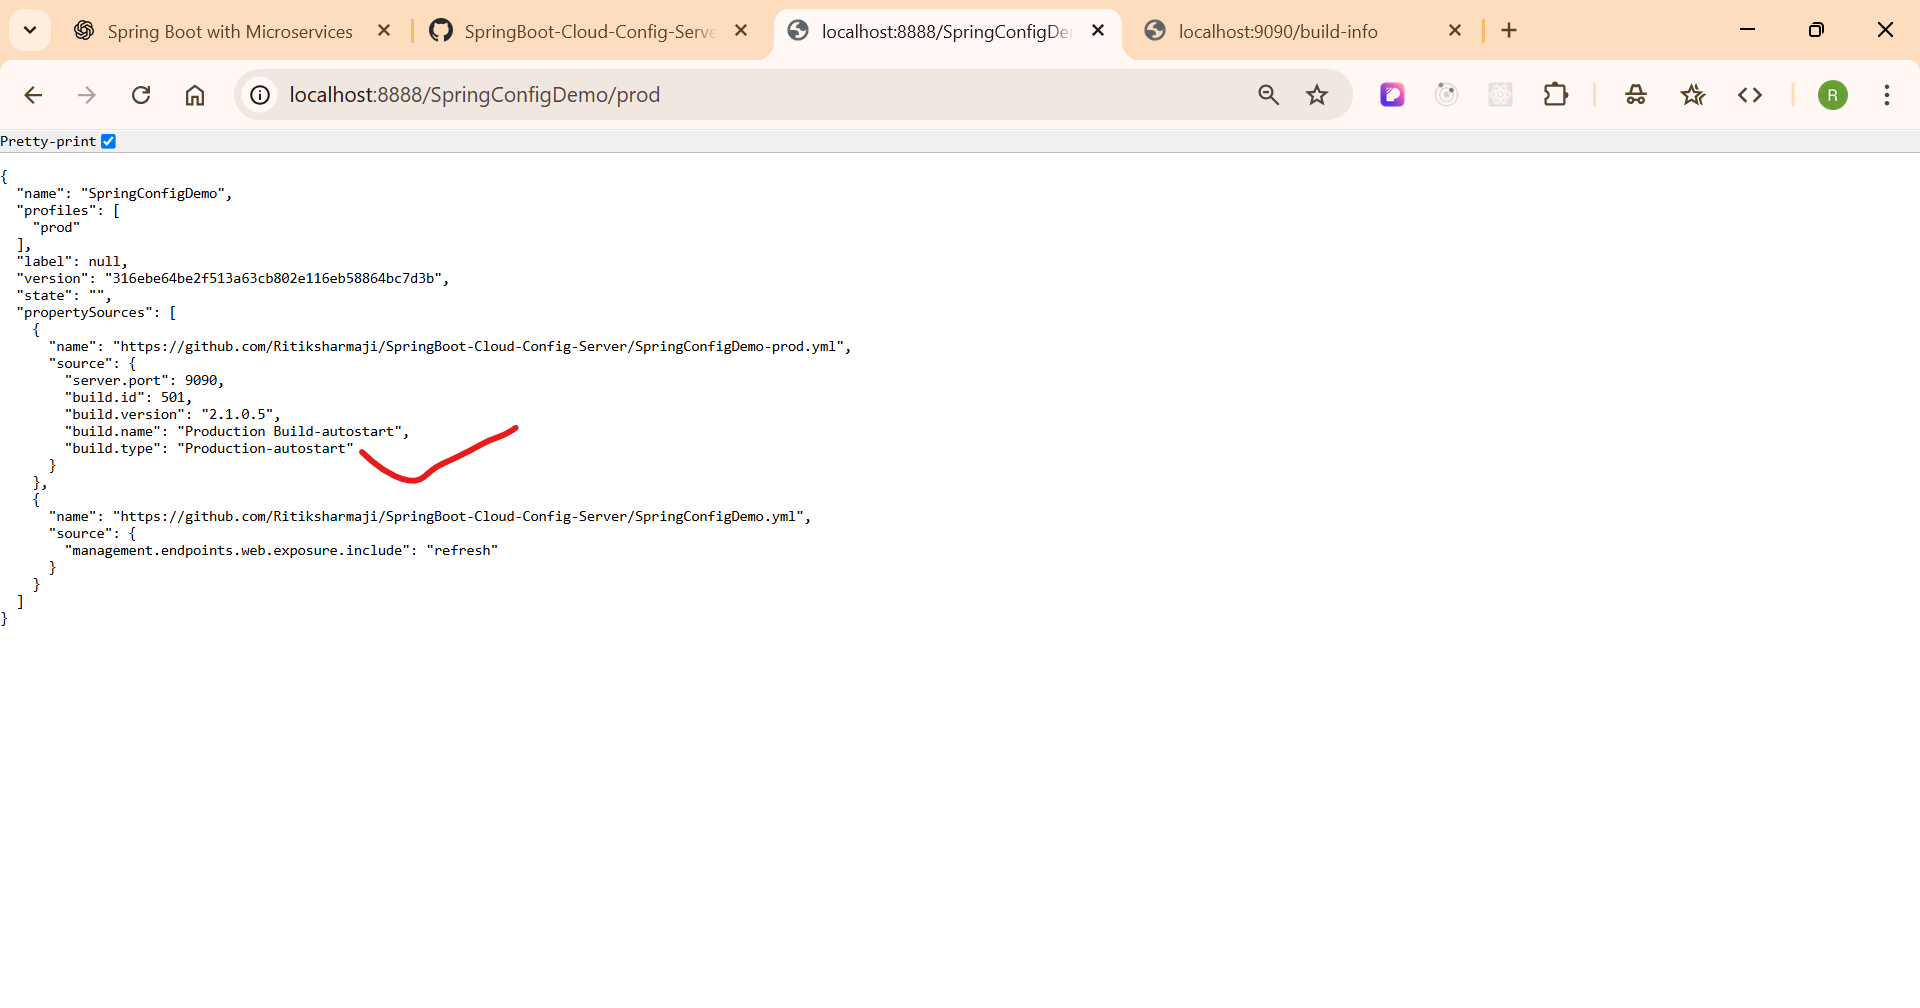 Spring Boot with Microservices
SpringBoot-Cloud-Config-Serve
localhost:8888/SpringConfigDe
localhost:9090/build-info
localhost:8888/SpringConfigDemo/prod
R
Pretty-print
{
  "name": "SpringConfigDemo",
  "profiles": [
    "prod"
  ],
  "label": null,
  "version": "316ebe64be2f513a63cb802e116eb58864bc7d3b",
  "state": "",
  "propertySources": [
    {
      "name": "https://github.com/Ritiksharmaji/SpringBoot-Cloud-Config-Server/SpringConfigDemo-prod.yml",
      "source": {
        "server.port": 9090,
        "build.id": 501,
        "build.version": "2.1.0.5",
        "build.name": "Production Build-autostart",
        "build.type": "Production-autostart"
      }
    },
    {
      "name": "https://github.com/Ritiksharmaji/SpringBoot-Cloud-Config-Server/SpringConfigDemo.yml",
      "source": {
        "management.endpoints.web.exposure.include": "refresh"
      }
    }
  ]
}